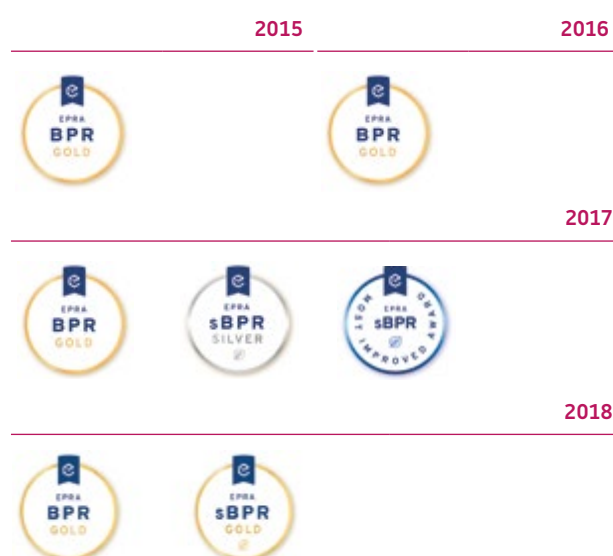 2015
2016
EPRA
BPR
GOLD
EPRA
BPR
GOLD
2017
EPRA
BPR
GOLD
EPRA
sBPR
SILVER
EPRA
sBPR
MOST IMPROVED AWARD
2018
EPRA
BPR
GOLD
EPRA
sBPR
GOLD